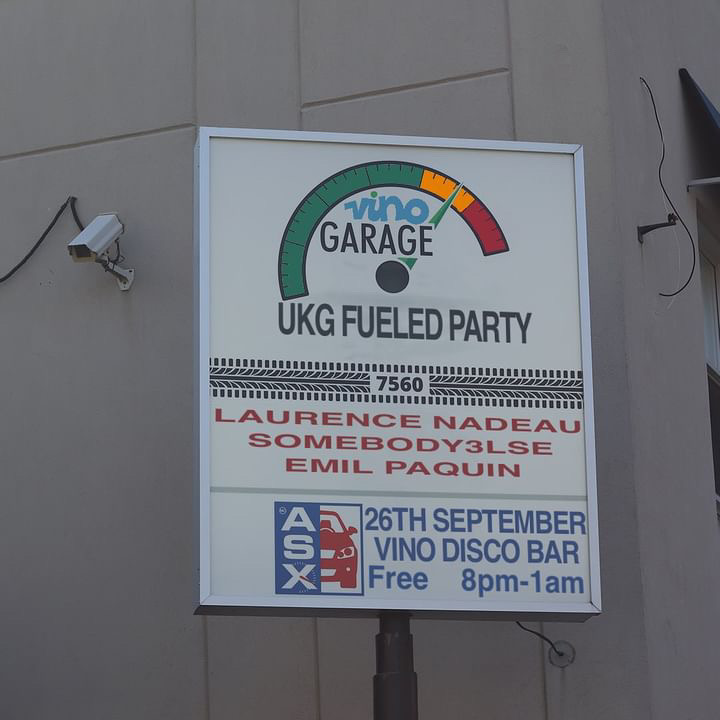 vino
GARAGE
UKG FUELED PARTY
7560
LAURENCE NADEAU
SOMEBODY3LSE
EMIL PAQUIN
ASX
26TH SEPTEMBER
VINO DISCO BAR
Free 8pm-1am